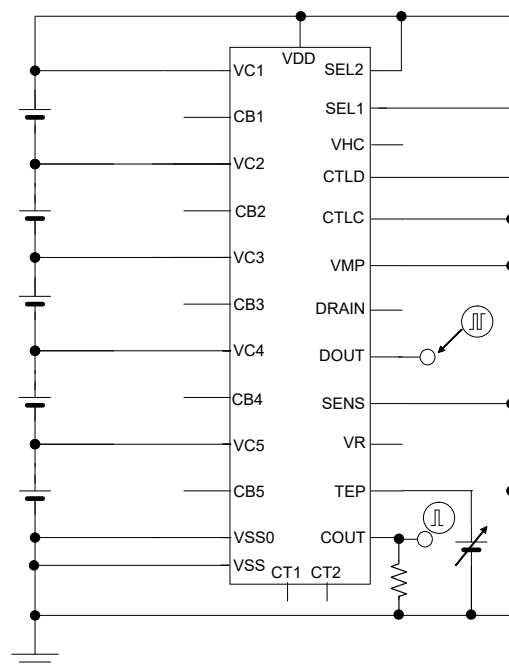 VDD
VC1
CB1
VC2
CB2
VC3
CB3
VC4
CB4
VC5
CB5
VSS0
VSS
CT1 CT2
SEL2
SEL1
VHC
CTLD
CTLC
VMP
DRAIN
DOUT
SENS
VR
TEP
COUT